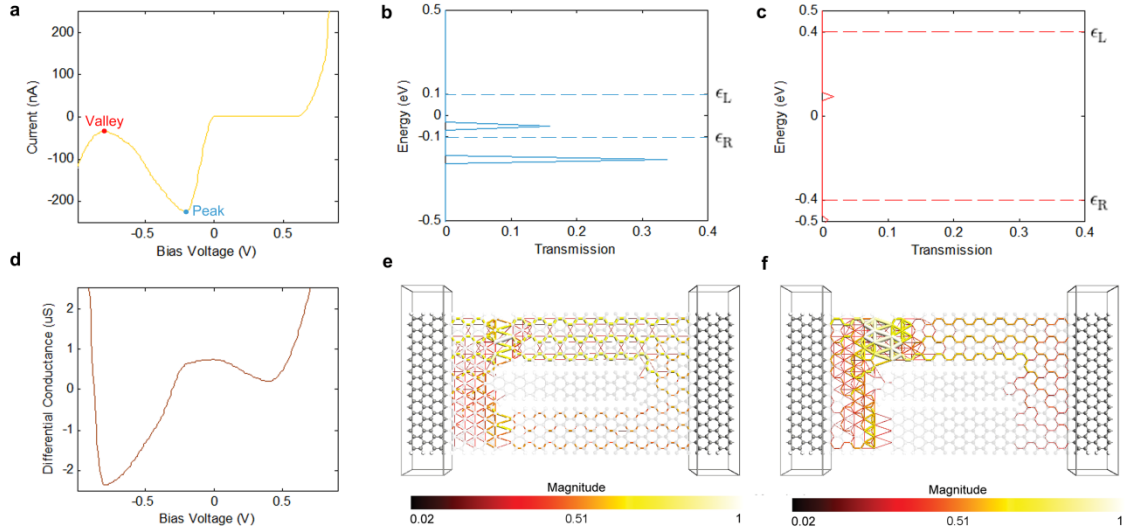 a
200
100
0
-100
-200
Current (nA)
Valley
Peak
-0.5
0
0.5
Bias Voltage (V)
b
0.5
0.1
0
-0.1
-0.5
Energy (eV)
ϵL
ϵR
0
0.1
0.2
0.3
0.4
Transmission
c
0.5
0.4
0
-0.4
-0.5
Energy (eV)
ϵL
ϵR
0
0.1
0.2
0.3
0.4
Transmission
d
2
1
0
-1
-2
Differential Conductance (uS)
-0.5
0
0.5
Bias Voltage (V)
e
Magnitude
0.02
0.51
1
f
Magnitude
0.02
0.51
1